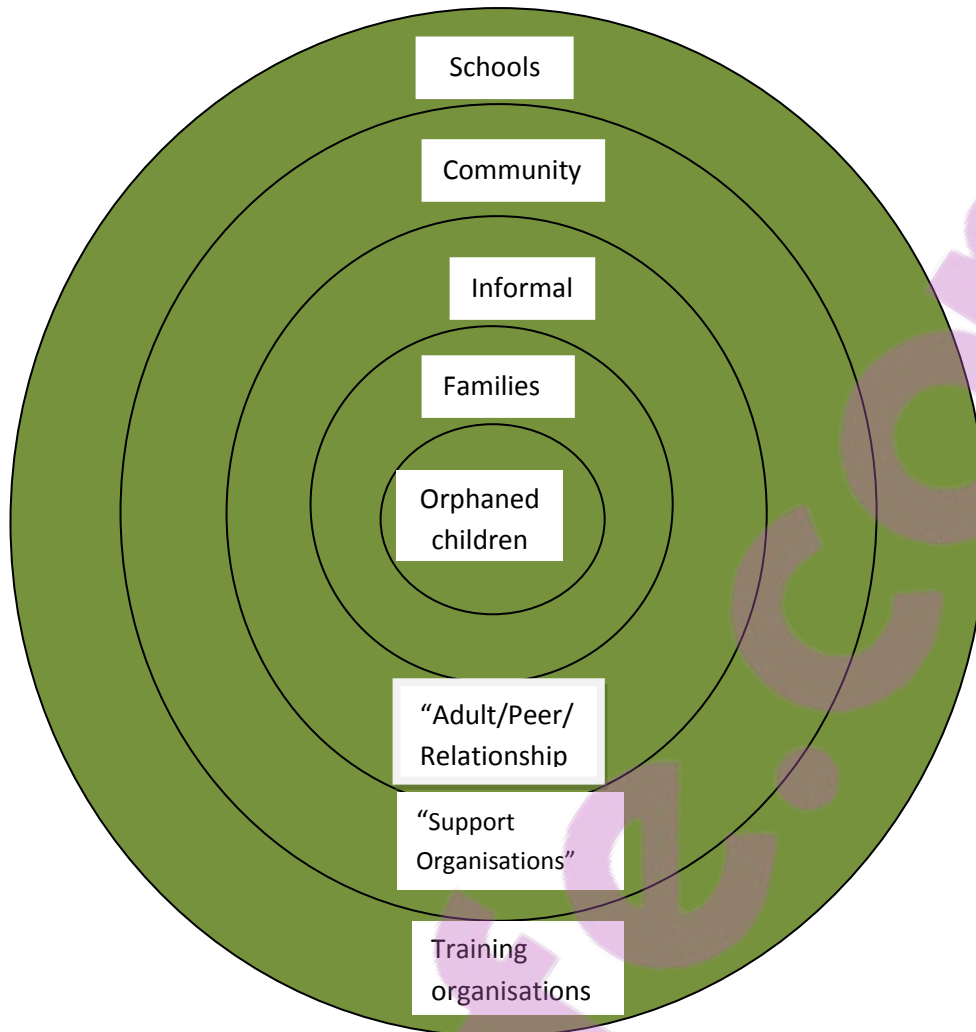 Schools
Community
Informal
Families
Orphaned
children
“Adult/Peer/
Relationship
“Support
Organisations”
Training
organisations